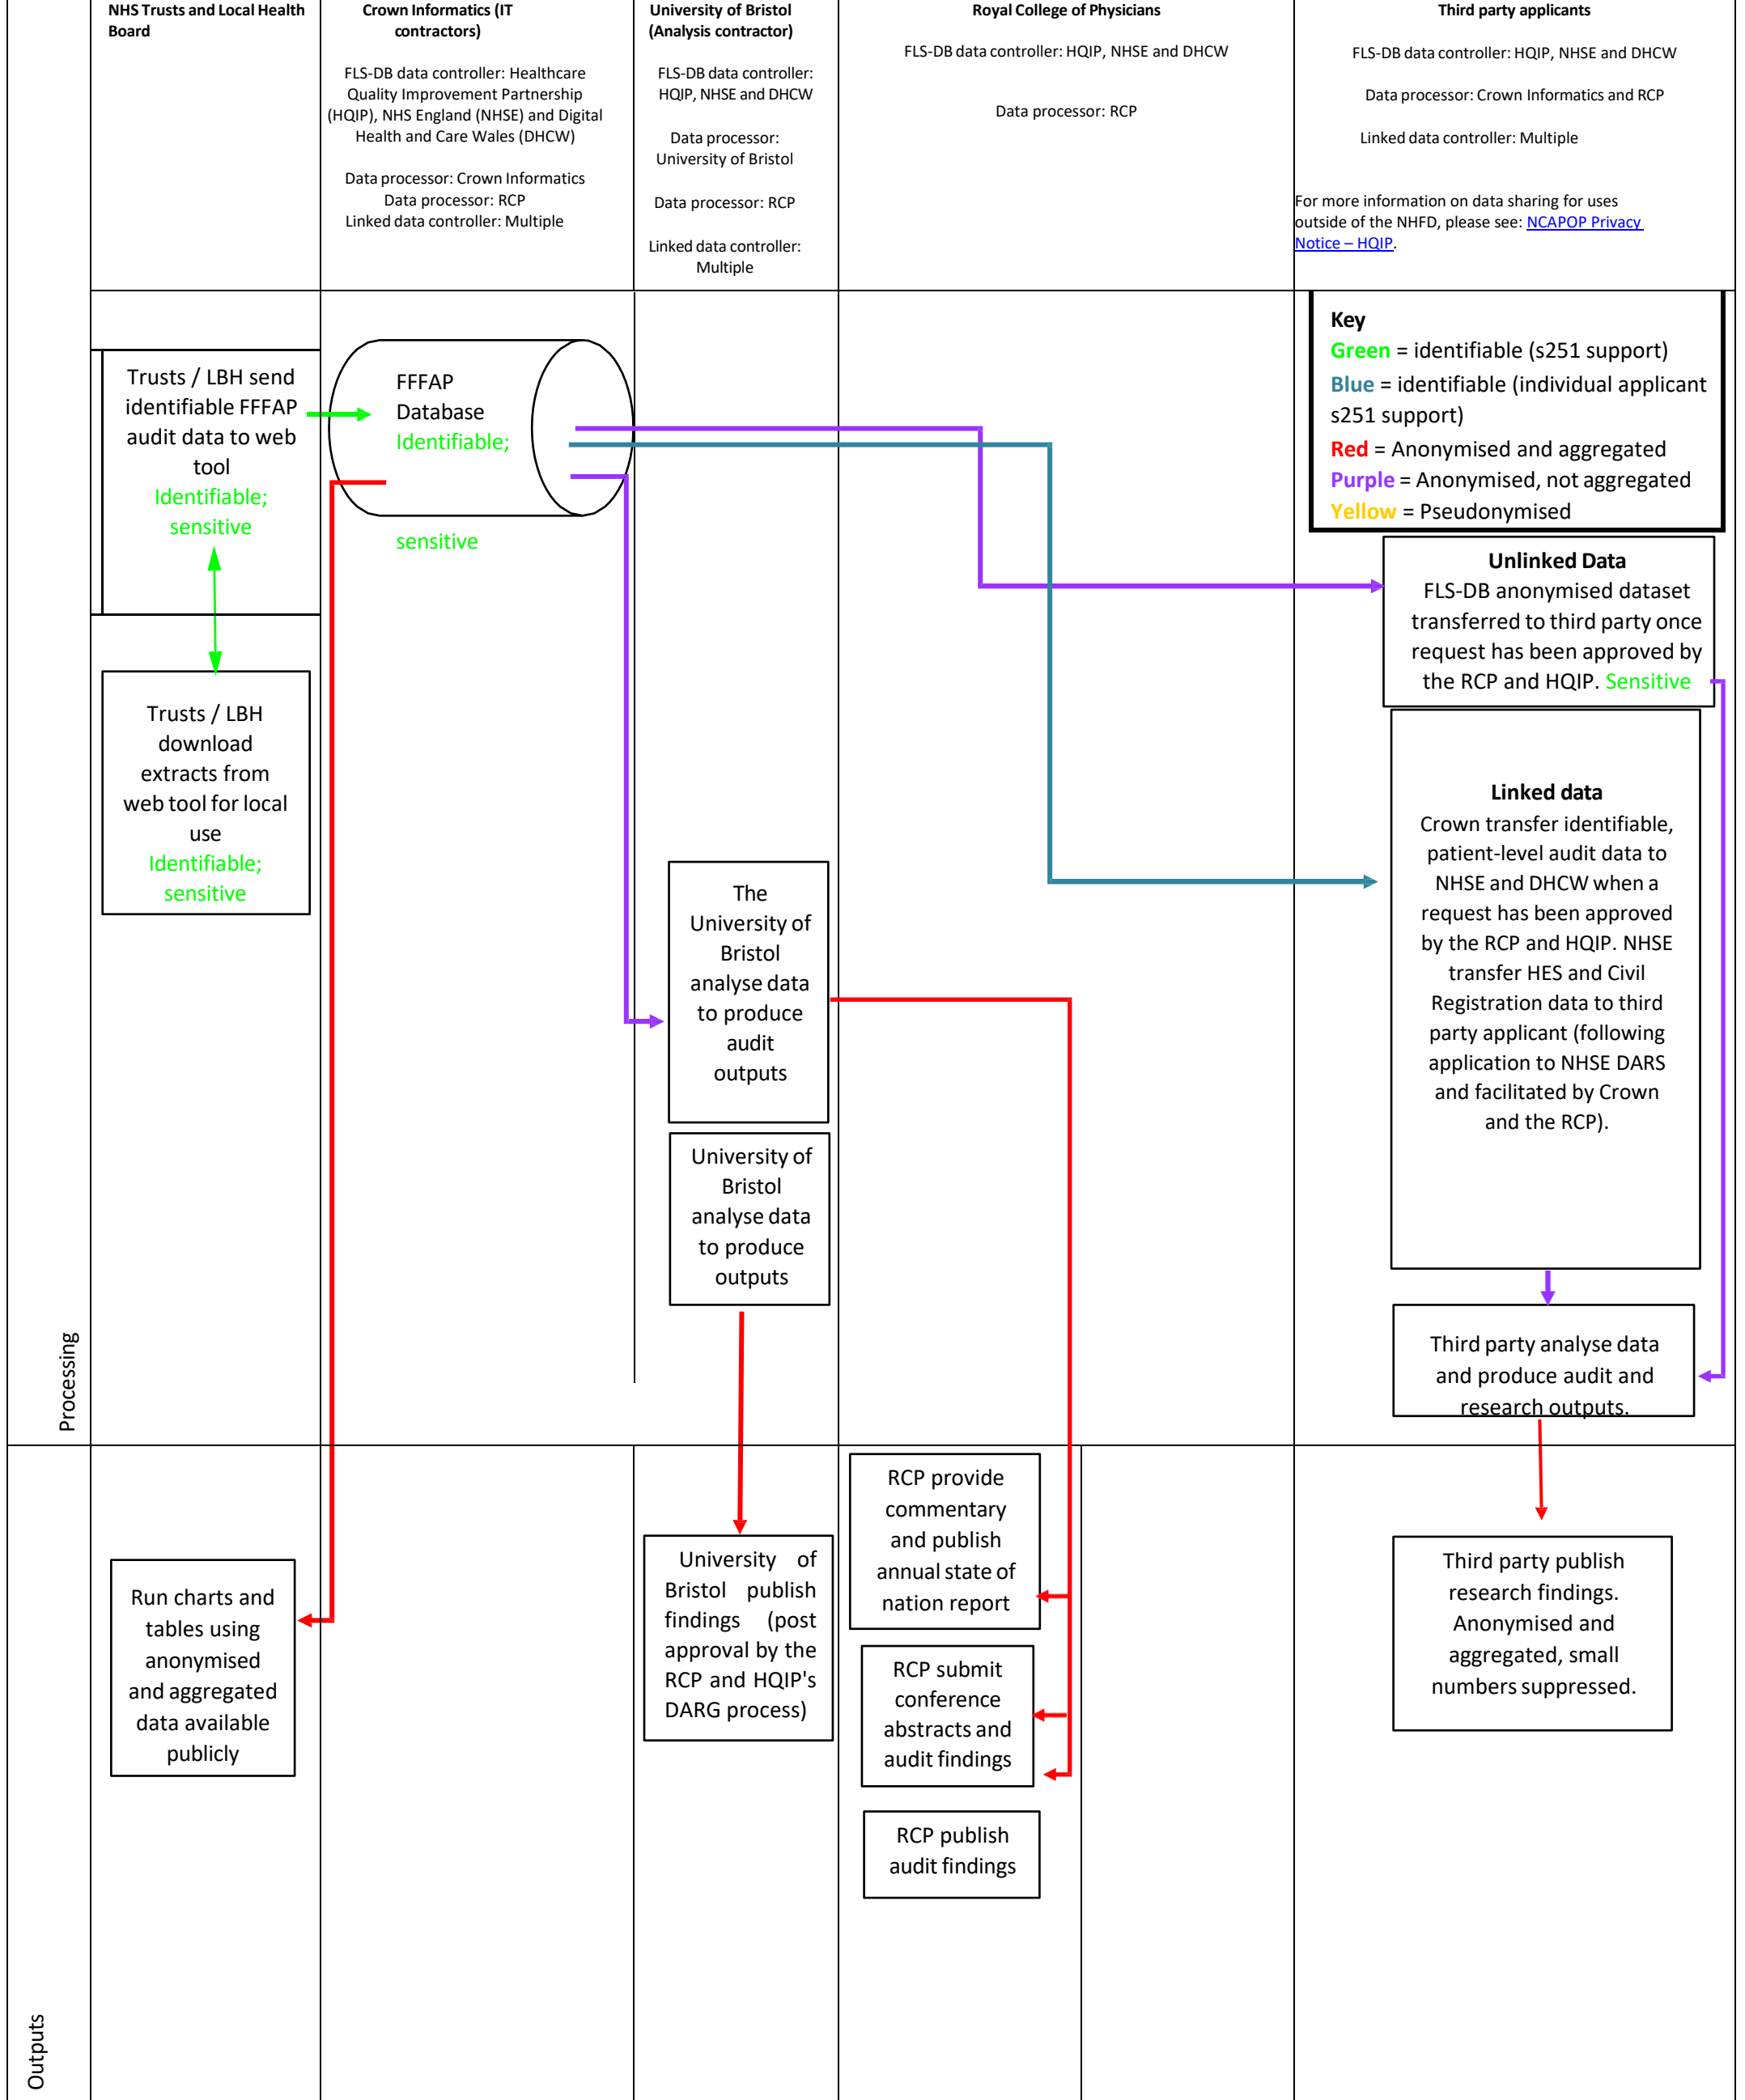 NHS Trusts and Local Health
Board
Crown Informatics (IT
contractors)
FLS-DB data controller: Healthcare
Quality Improvement Partnership
(HQIP), NHS England (NHSE) and Digital
Health and Care Wales (DHCW)
Data processor: Crown Informatics
Data processor: RCP
Linked data controller: Multiple
University of Bristol
(Analysis contractor)
FLS-DB data controller:
HQIP, NHSE and DHCW
Data processor:
University of Bristol
Data processor: RCP
Linked data controller:
Multiple
Royal College of Physicians
FLS-DB data controller: HQIP, NHSE and DHCW
Data processor: RCP
Third party applicants
FLS-DB data controller: HQIP, NHSE and DHCW
Data processor: Crown Informatics and RCP
Linked data controller: Multiple
For more information on data sharing for uses
outside of the NHFD, please see: NCAPOP Privacy
Notice – HQIP.
Processing
Trusts / LBH send
identifiable FFFAP
audit data to web
tool
Identifiable;
sensitive
Trusts / LBH
download
extracts from
web tool for local
use
Identifiable;
sensitive
FFFAP
Database
Identifiable;
sensitive
The
University of
Bristol
analyse data
to produce
audit
outputs
University of
Bristol
analyse data
to produce
outputs
Key
Green = identifiable (s251 support)
Blue = identifiable (individual applicant
s251 support)
Red = Anonymised and aggregated
Purple = Anonymised, not aggregated
Yellow = Pseudonymised
Unlinked Data
FLS-DB anonymised dataset
transferred to third party once
request has been approved by
the RCP and HQIP. Sensitive
Linked data
Crown transfer identifiable,
patient-level audit data to
NHSE and DHCW when a
request has been approved
by the RCP and HQIP. NHSE
transfer HES and Civil
Registration data to third
party applicant (following
application to NHSE DARS
and facilitated by Crown
and the RCP).
Third party analyse data
and produce audit and
research outputs.
Outputs
Run charts and
tables using
anonymised
and aggregated
data available
publicly
University of
Bristol publish
findings (post
approval by the
RCP and HQIP's
DARG process)
RCP provide
commentary
and publish
annual state of
nation report
RCP submit
conference
abstracts and
audit findings
RCP publish
audit findings
Third party publish
research findings.
Anonymised and
aggregated, small
numbers suppressed.